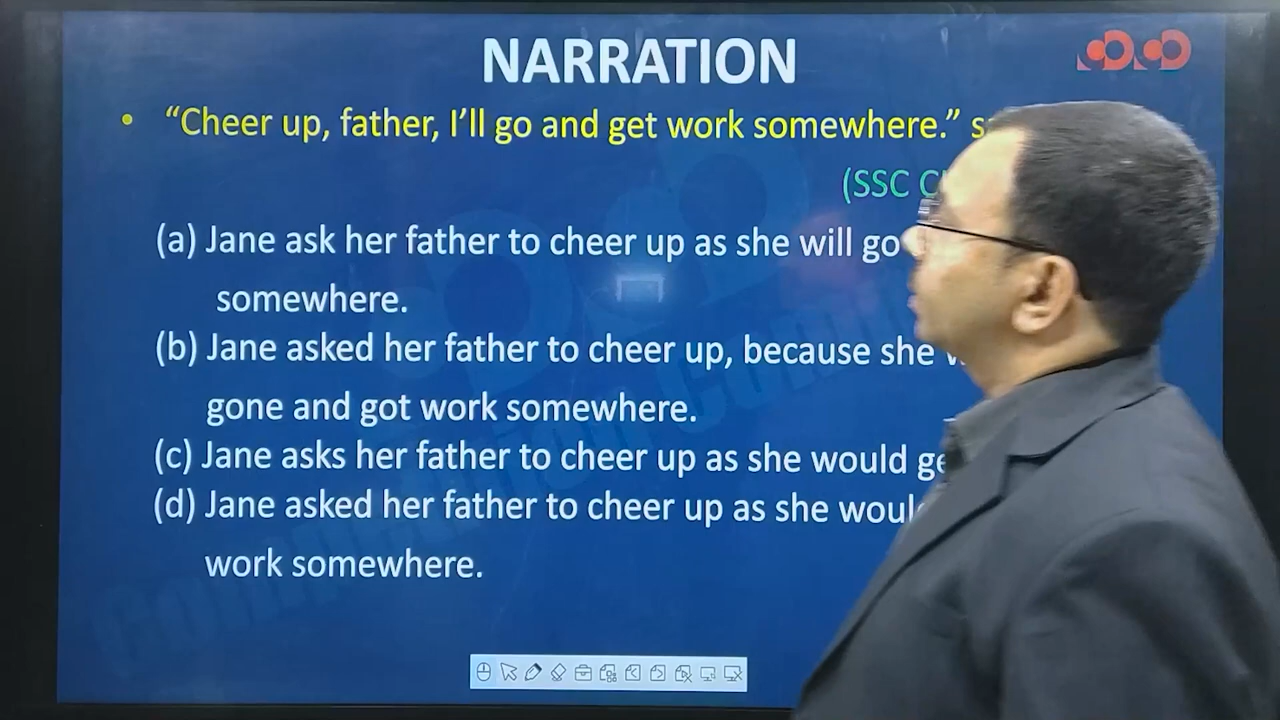 NARRATION
• “Cheer up, father, I’ll go and get work somewhere.”
(SSC
(a) Jane ask her father to cheer up as she will go
somewhere.
(b) Jane asked her father to cheer up, because she
gone and got work somewhere.
(c) Jane asks her father to cheer up as she would
(d) Jane asked her father to cheer up as she
work somewhere.